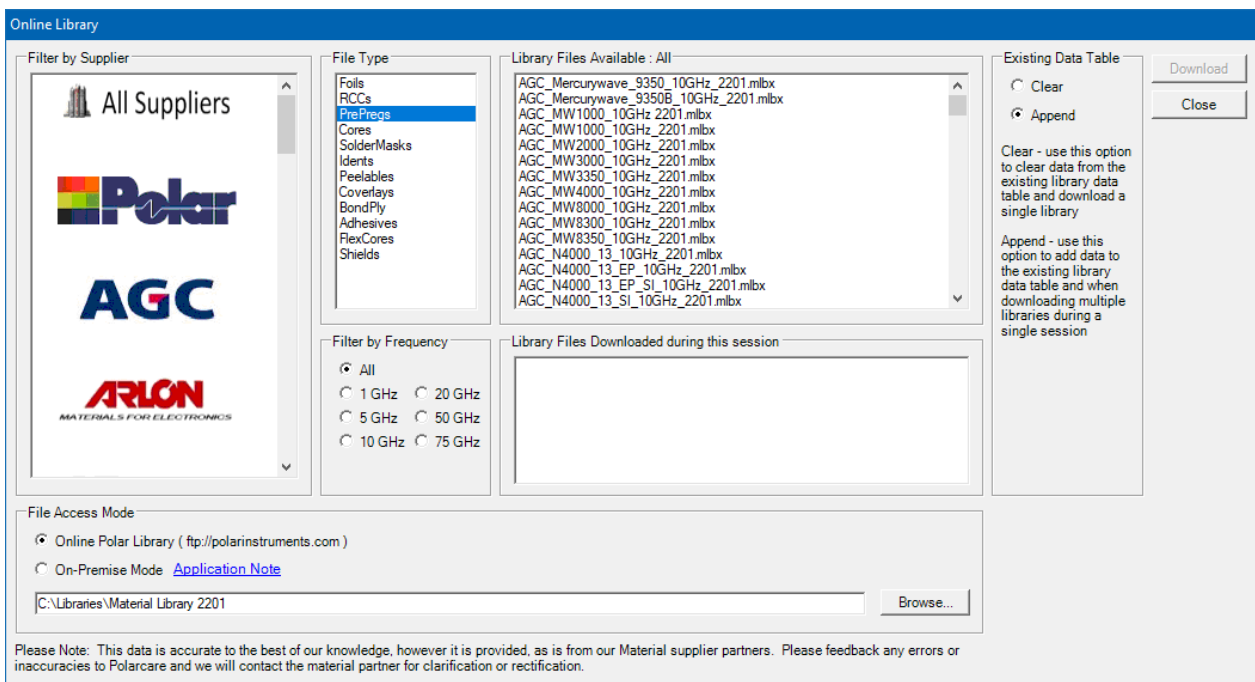 Online Library
Filter by Supplier
All Suppliers
Polar
AGC
ARLON
MATERIALS FOR ELECTRONICS
File Type
Foils
RCCs
PrePregs
Cores
SolderMasks
Idents
Peelables
Coverlays
BondPly
Adhesives
FlexCores
Shields
Library Files Available : All
AGC_Mercurywave_9350_10GHz_2201.mlbx
AGC_Mercurywave_9350B_10GHz_2201.mlbx
AGC_MW1000_10GHz 2201.mlbx
AGC_MW1000_10GHz_2201.mlbx
AGC_MW2000_10GHz_2201.mlbx
AGC_MW3000_10GHz_2201.mlbx
AGC_MW3350_10GHz_2201.mlbx
AGC_MW4000_10GHz_2201.mlbx
AGC_MW8000_10GHz_2201.mlbx
AGC_MW8300_10GHz_2201.mlbx
AGC_MW8350_10GHz_2201.mlbx
AGC_N4000_13_10GHz_2201.mlbx
AGC_N4000_13_EP_10GHz_2201.mlbx
AGC_N4000_13_EP_SI_10GHz_2201.mlbx
AGC_N4000_13_SI_10GHz_2201.mlbx
Existing Data Table
Clear
Append
Clear - use this option
to clear data from the
existing library data
table and download a
single library
Append - use this
option to add data to
the existing library
data table and when
downloading multiple
libraries during a
single session
Download
Close
Filter by Frequency
All
1 GHz 20 GHz
5 GHz 50 GHz
10 GHz 75 GHz
Library Files Downloaded during this session
File Access Mode
Online Polar Library ( ftp://polarinstruments.com )
On-Premise Mode Application Note
C:\Libraries\Material Library 2201
Browse...
Please Note: This data is accurate to the best of our knowledge, however it is provided, as is from our Material supplier partners. Please feedback any errors or
inaccuracies to Polarcare and we will contact the material partner for clarification or rectification.